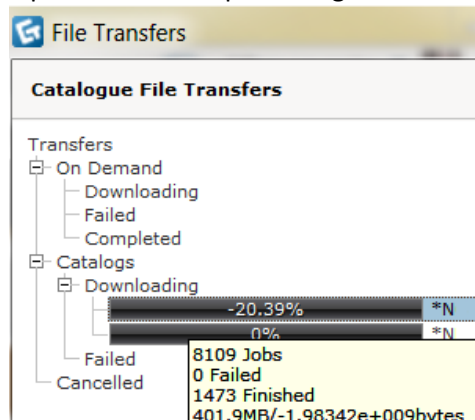 File Transfers
Catalogue File Transfers
Transfers
On Demand
Downloading
Failed
Completed
Catalogs
Downloading
-20.39% *N
0% *N
Failed
Cancelled
8109 Jobs
0 Failed
1473 Finished
401.9MB/-1.98342e+009bytes